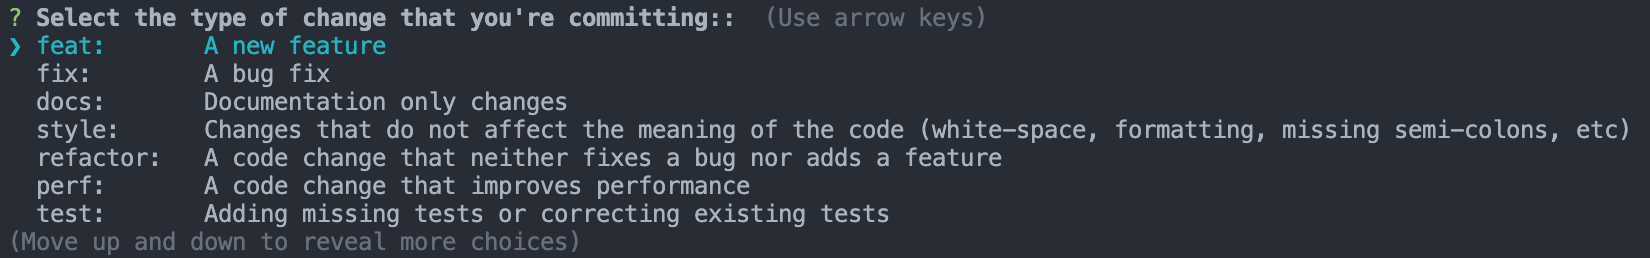 ? Select the type of change that you're committing:: (Use arrow keys)
❯ feat: A new feature
fix: A bug fix
docs: Documentation only changes
style: Changes that do not affect the meaning of the code (white-space, formatting, missing semi-colons, etc)
refactor: A code change that neither fixes a bug nor adds a feature
perf: A code change that improves performance
test: Adding missing tests or correcting existing tests
(Move up and down to reveal more choices)